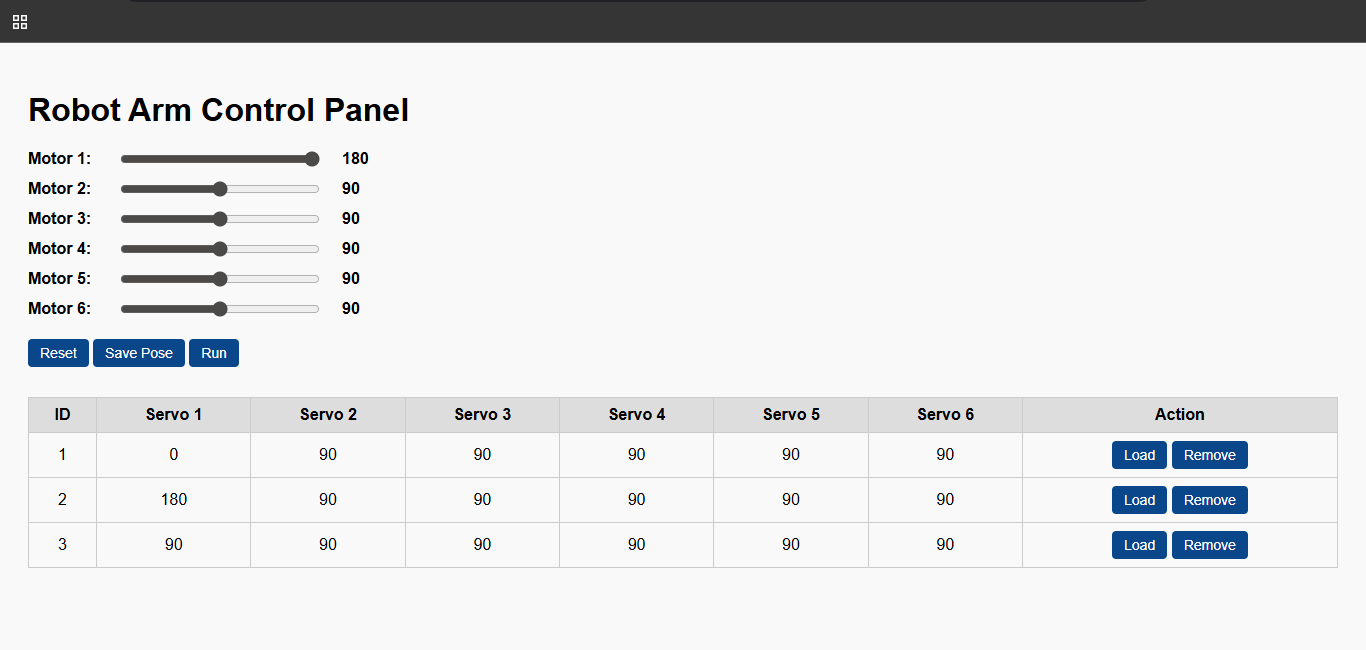 Robot Arm Control Panel
Motor 1: 180
Motor 2: 90
Motor 3: 90
Motor 4: 90
Motor 5: 90
Motor 6: 90
Reset Save Pose Run
ID Servo 1 Servo 2 Servo 3 Servo 4 Servo 5 Servo 6 Action
1 0 90 90 90 90 90 Load Remove
2 180 90 90 90 90 90 Load Remove
3 90 90 90 90 90 90 Load Remove